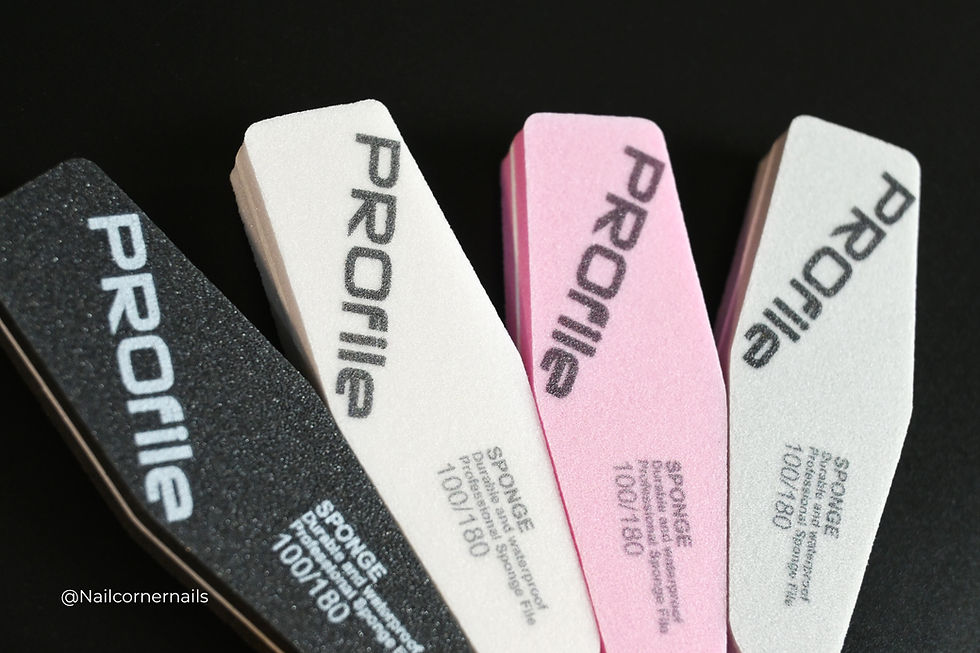 PROfile
SPONGE
Durable and waterproof
Professional Sponge Fi
100/180
PROfile
SPONGE
Durable and waterproof
Professional Sponge File
100/180
PROfile
SPONGE
Durable and waterproof
Professional Sponge File
100/180
PROfile
SPONGE
Durable and waterproof
Professional Sponge File
100/180
@Nailcornernails